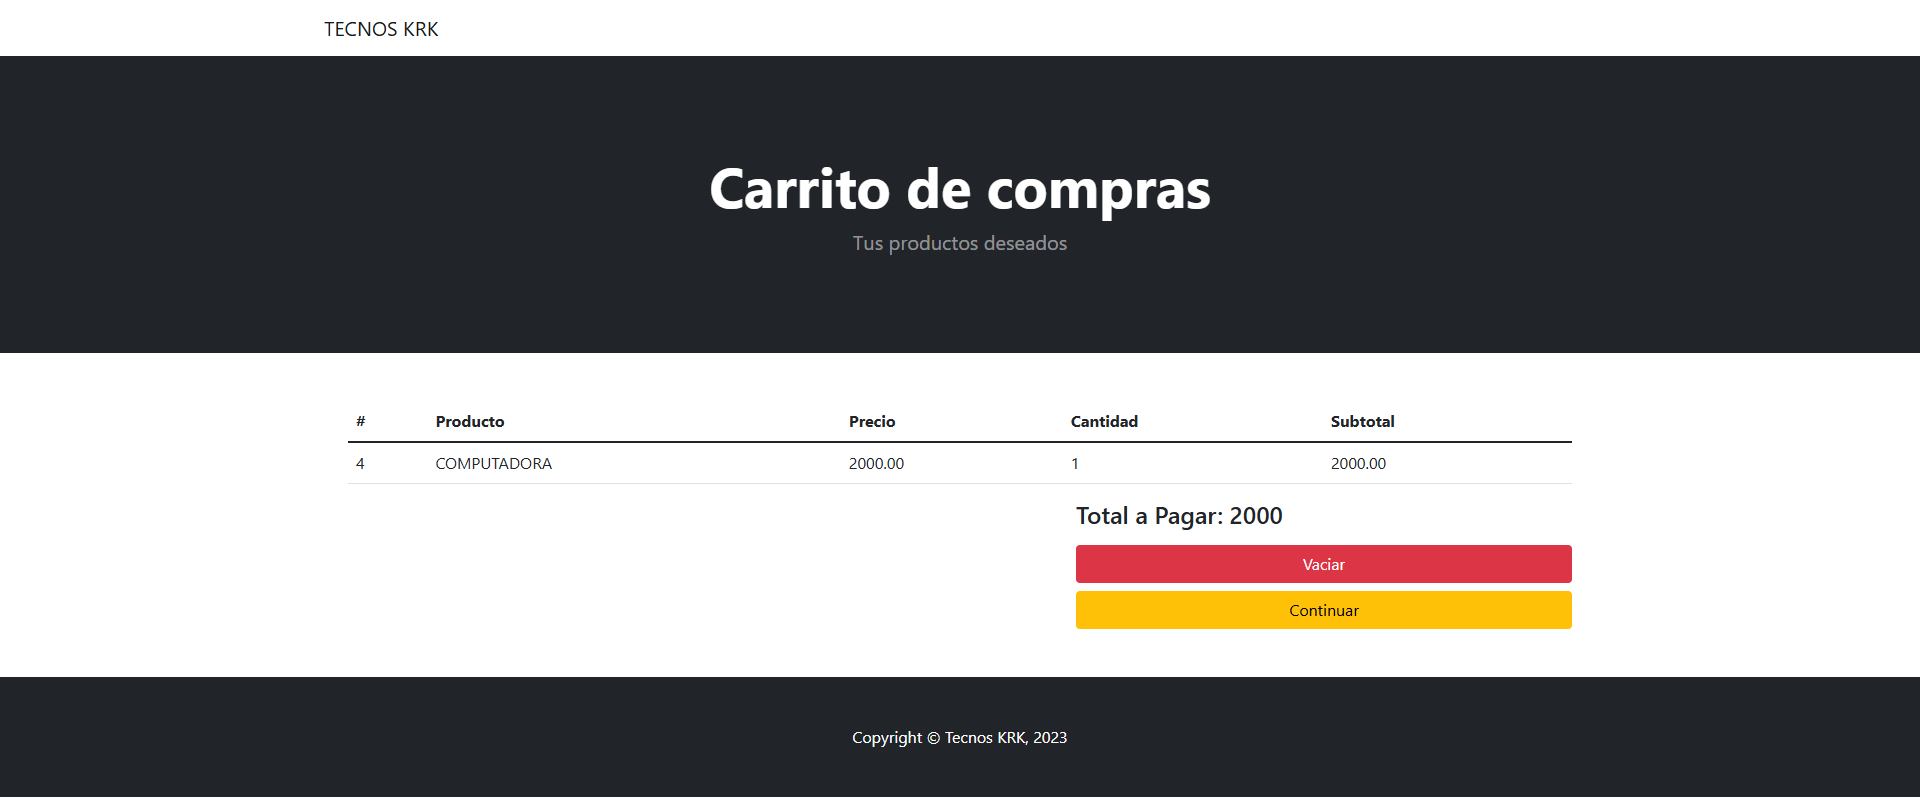 TECNOS KRK
Carrito de compras
Tus productos deseados
# Producto Precio Cantidad Subtotal
4 COMPUTADORA 2000.00 1 2000.00
Total a Pagar: 2000
Vaciar
Continuar
Copyright © Tecnos KRK, 2023